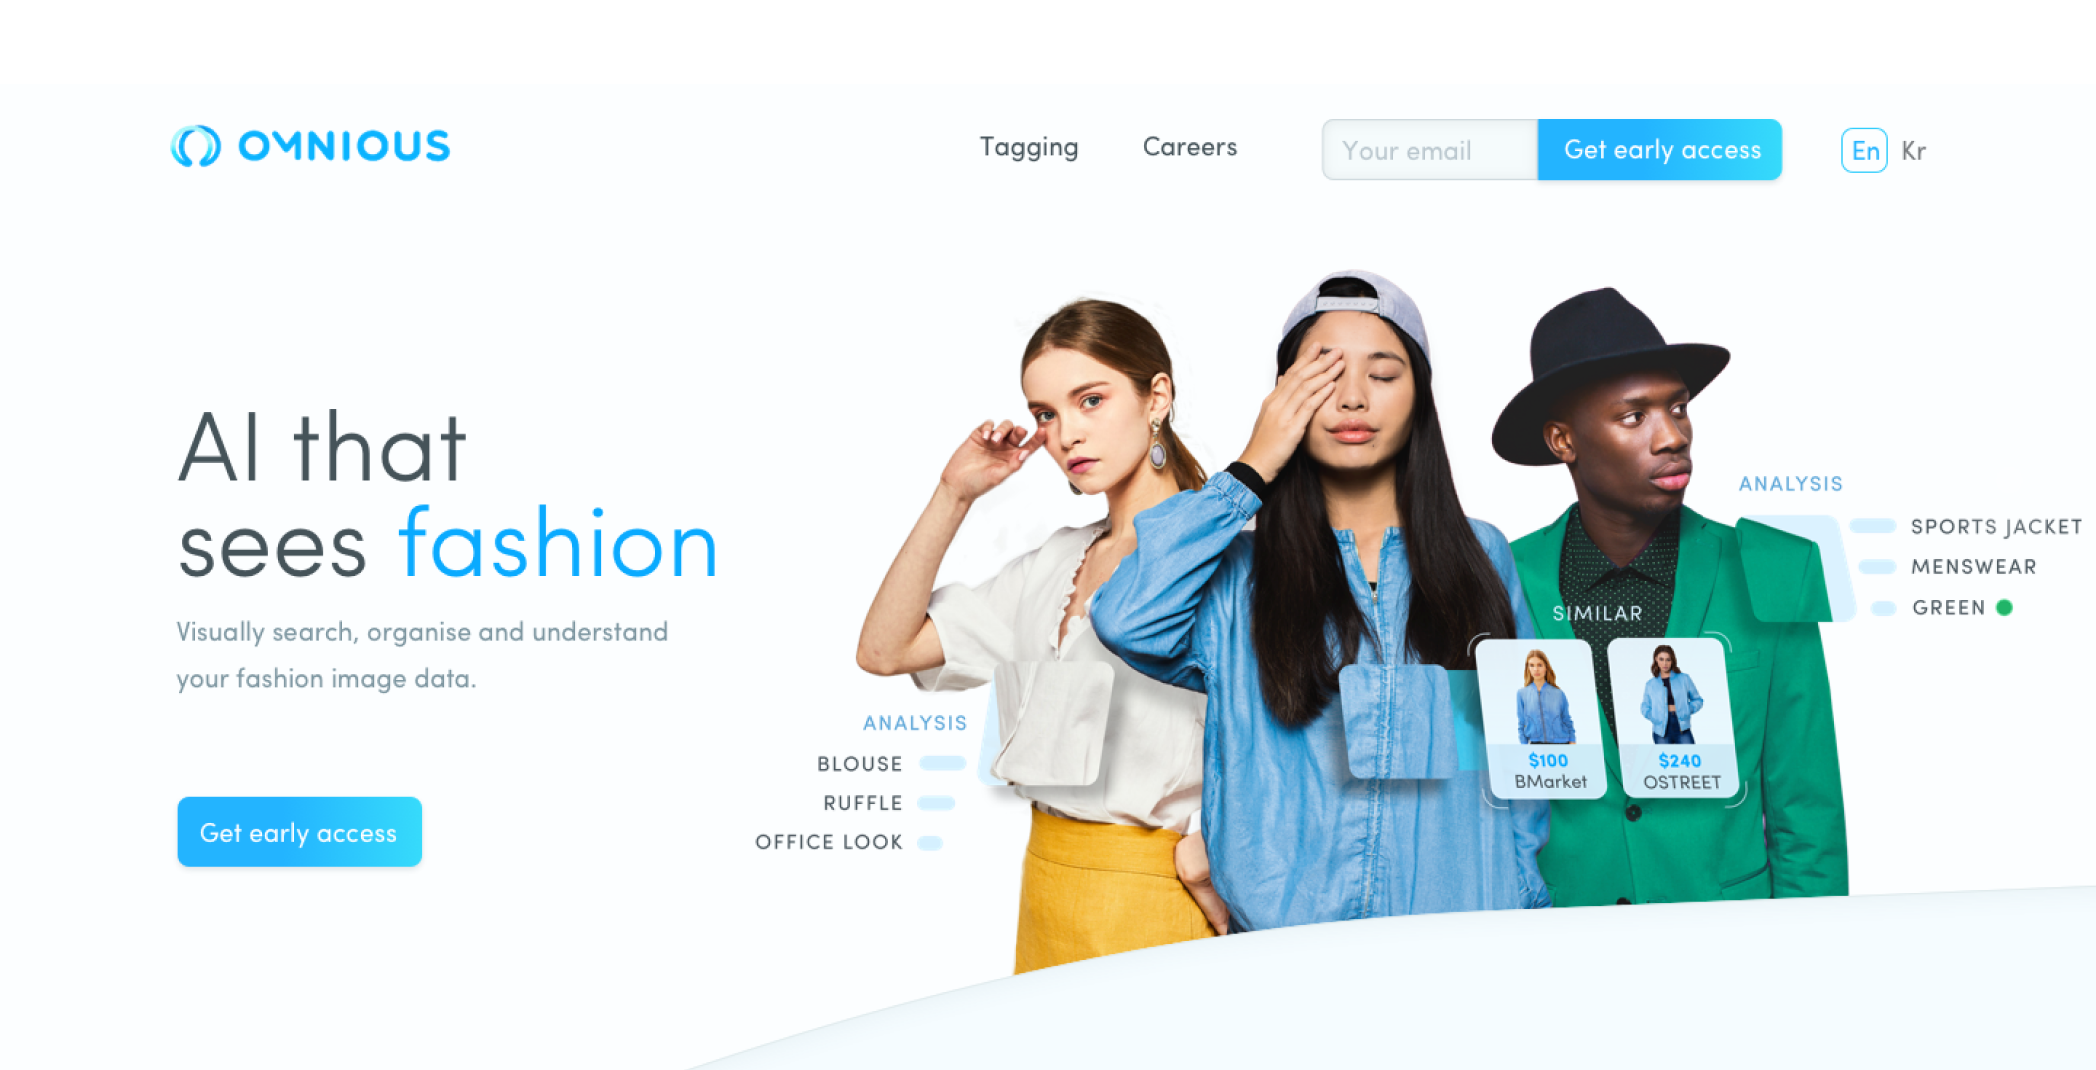 OMNIOUS
Tagging
Careers
Your email
Get early access
En
Kr
AI that
sees fashion
Visually search, organise and understand
your fashion image data.
Get early access
ANALYSIS
BLOUSE
RUFFLE
OFFICE LOOK
SIMILAR
$100
BMarket
$240
OSTREET
ANALYSIS
SPORTS JACKET
MENSWEAR
GREEN